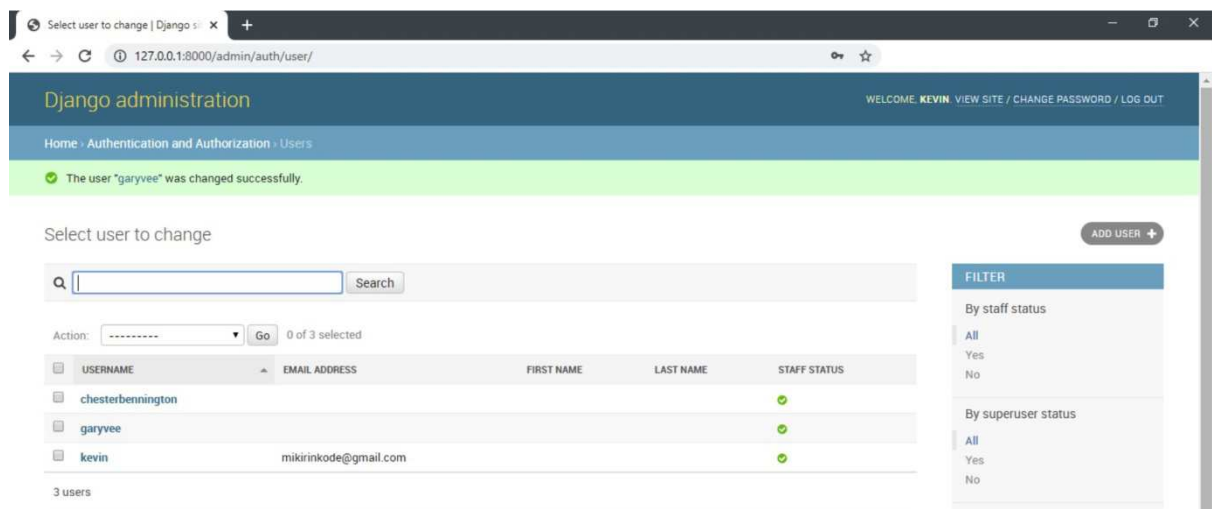 Select user to change | Django si
127.0.0.1:8000/admin/auth/user/
Django administration
WELCOME, KEVIN. VIEW SITE / CHANGE PASSWORD / LOG OUT
Home › Authentication and Authorization › Users
The user "garyvee" was changed successfully.
Select user to change
ADD USER +
Search
FILTER
By staff status
All
Yes
No
By superuser status
All
Yes
No
Action: --------- Go 0 of 3 selected
USERNAME EMAIL ADDRESS FIRST NAME LAST NAME STAFF STATUS
chesterbennington
garyvee
kevin mikirinkode@gmail.com
3 users